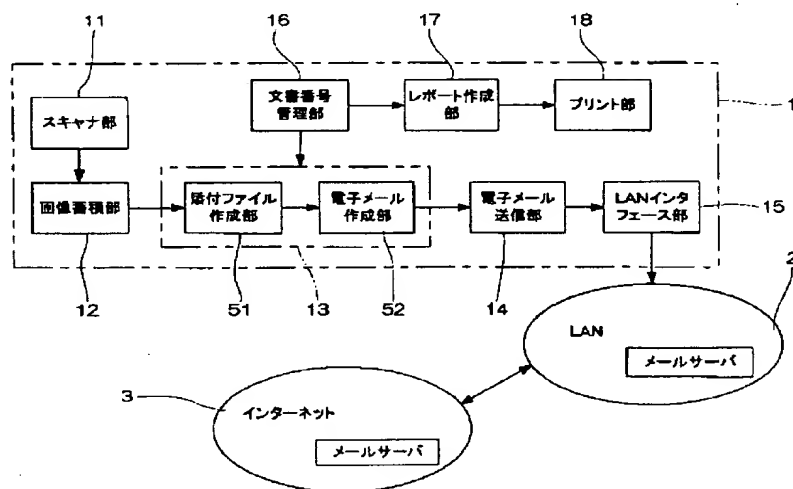 11
16
17
18
スキャナ部
文書番号
管理部
レポート作成
部
プリント部
1
画像蓄積部
添付ファイル
作成部
電子メール
作成部
電子メール
送信部
LANインタ
フェース部
15
12
51
13
52
14
2
LAN
メールサーバ
3
インターネット
メールサーバ